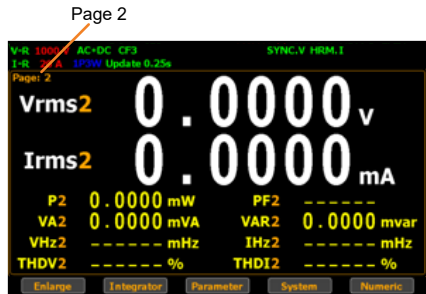 Page 2
V-R 1000 V AC+DC CF3 SYNC.V HRM.I
I-R 20 A 1P3W Update 0.25s
Page: 2
Vrms2 0.0000 V
Irms2 0.0000 mA
P2 0.0000 mW PF2 ------
VA2 0.0000 mVA VAR2 0.0000 mvar
VHz2 ------ mHz IHz2 ------ mHz
THDV2 ------ % THDI2 ------ %
Enlarge Integrator Parameter System Numeric